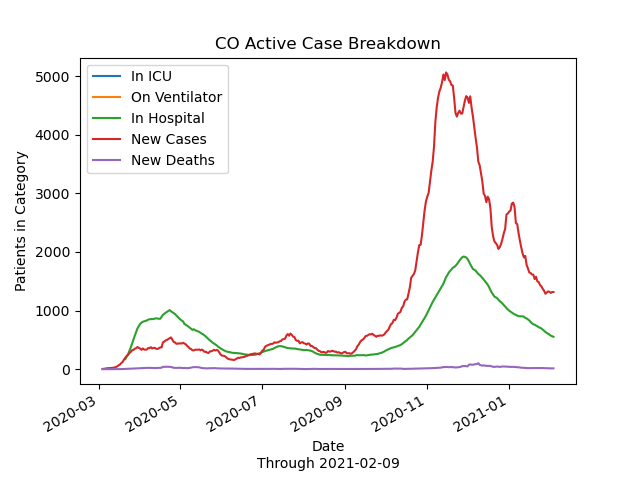 CO Active Case Breakdown
In ICU
On Ventilator
In Hospital
New Cases
New Deaths
Patients in Category
5000
4000
3000
2000
1000
0
2020-03
2020-05
2020-07
2020-09
2020-11
2021-01
Date
Through 2021-02-09